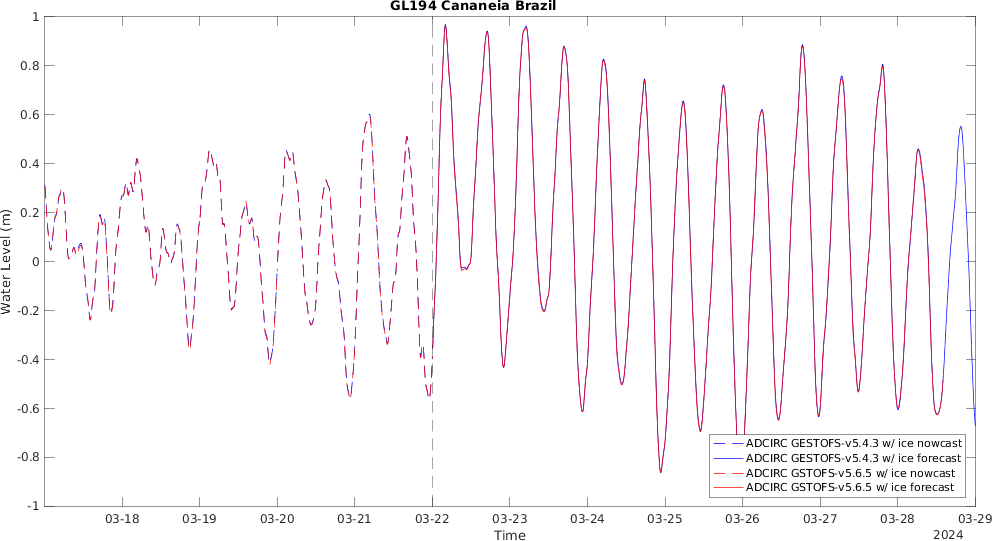 GL194 Cananeia Brazil
Water Level (m)
1
0.8
0.6
0.4
0.2
0
-0.2
-0.4
-0.6
-0.8
-1
ADCIRC GESTOFS-v5.4.3 w/ ice nowcast
ADCIRC GESTOFS-v5.4.3 w/ ice forecast
ADCIRC GSTOFS-v5.6.5 w/ ice nowcast
ADCIRC GSTOFS-v5.6.5 w/ ice forecast
03-18 03-19 03-20 03-21 03-22 03-23 03-24 03-25 03-26 03-27 03-28 03-29
Time
2024